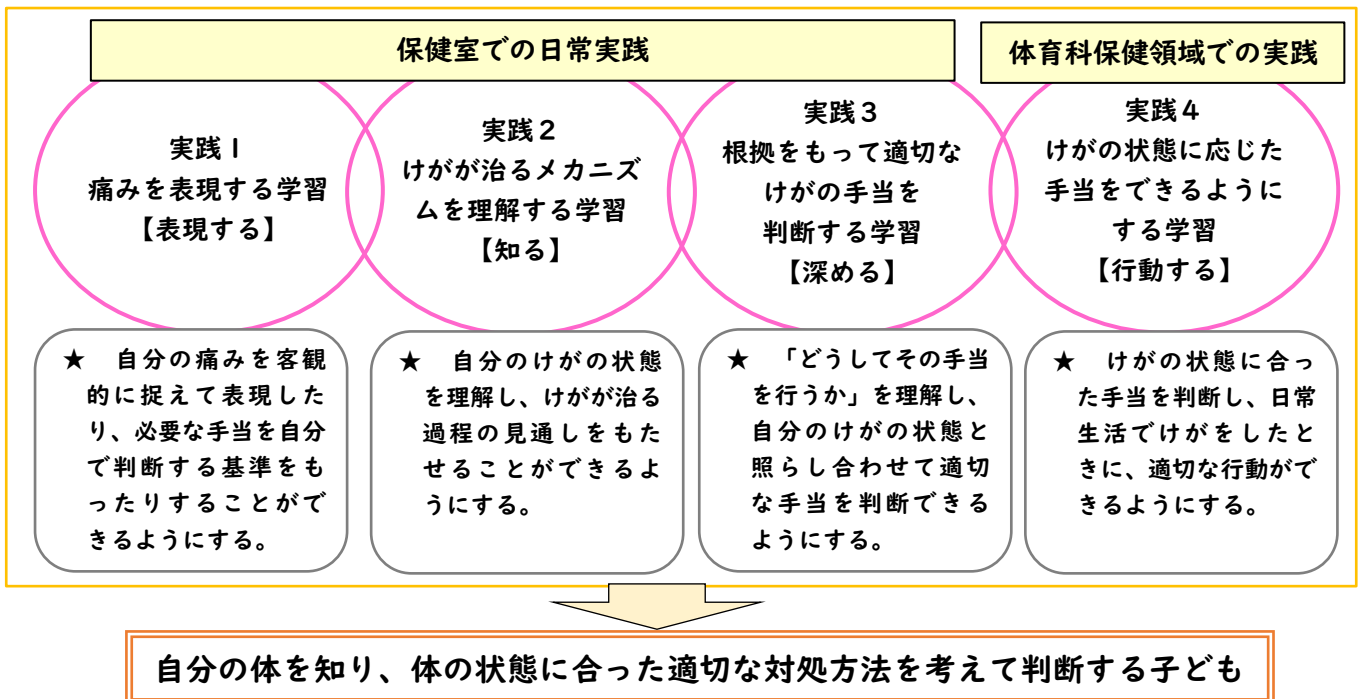 保健室での日常実践
体育科保健領域での実践
実践1
痛みを表現する学習
【表現する】
実践2
けがが治るメカニズ
ムを理解する学習
【知る】
実践3
根拠をもって適切な
けがの手当を
判断する学習
【深める】
実践4
けがの状態に応じた
手当をできるように
する学習
【行動する】
★ 自分の痛みを客観
的に捉えて表現した
り、必要な手当を自分
で判断する基準をも
ったりすることがで
きるようにする。
★ 自分のけがの状態
を理解し、けがが治る
過程の見通しをもた
せることができるよ
うにする。
★ 「どうしてその手当
を行うか」を理解し、
自分のけがの状態と
照らし合わせて適切
な手当を判断できる
ようにする。
★ けがの状態に合っ
た手当を判断し、日常
生活でけがをしたと
きに、適切な行動がで
きるようにする。
自分の体を知り、体の状態に合った適切な対処方法を考えて判断する子ども